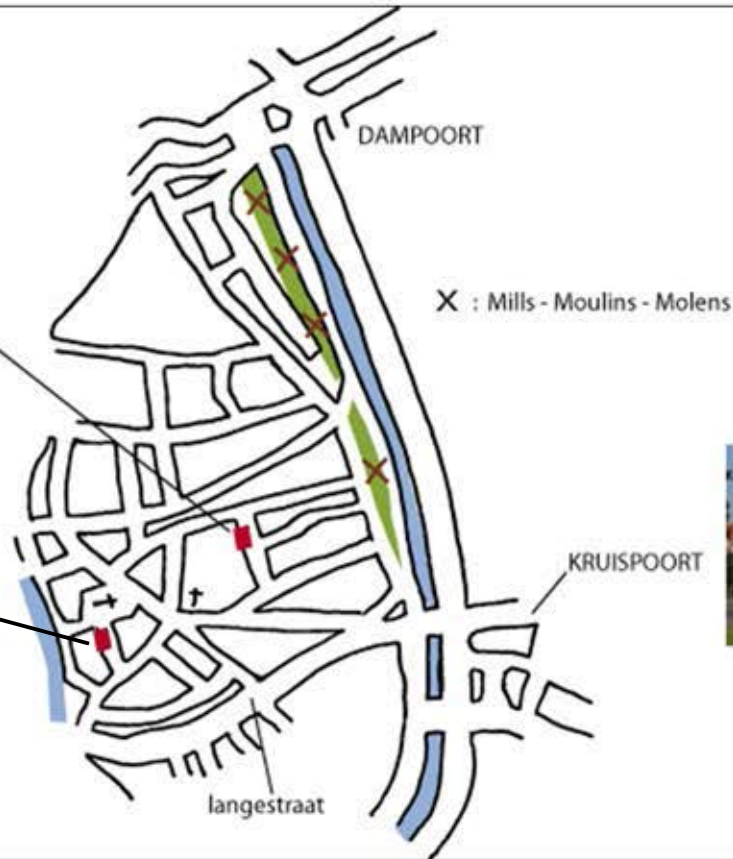 DAMPOORT
X : Mills - Moulins - Molens
KRUISPOORT
langestraat